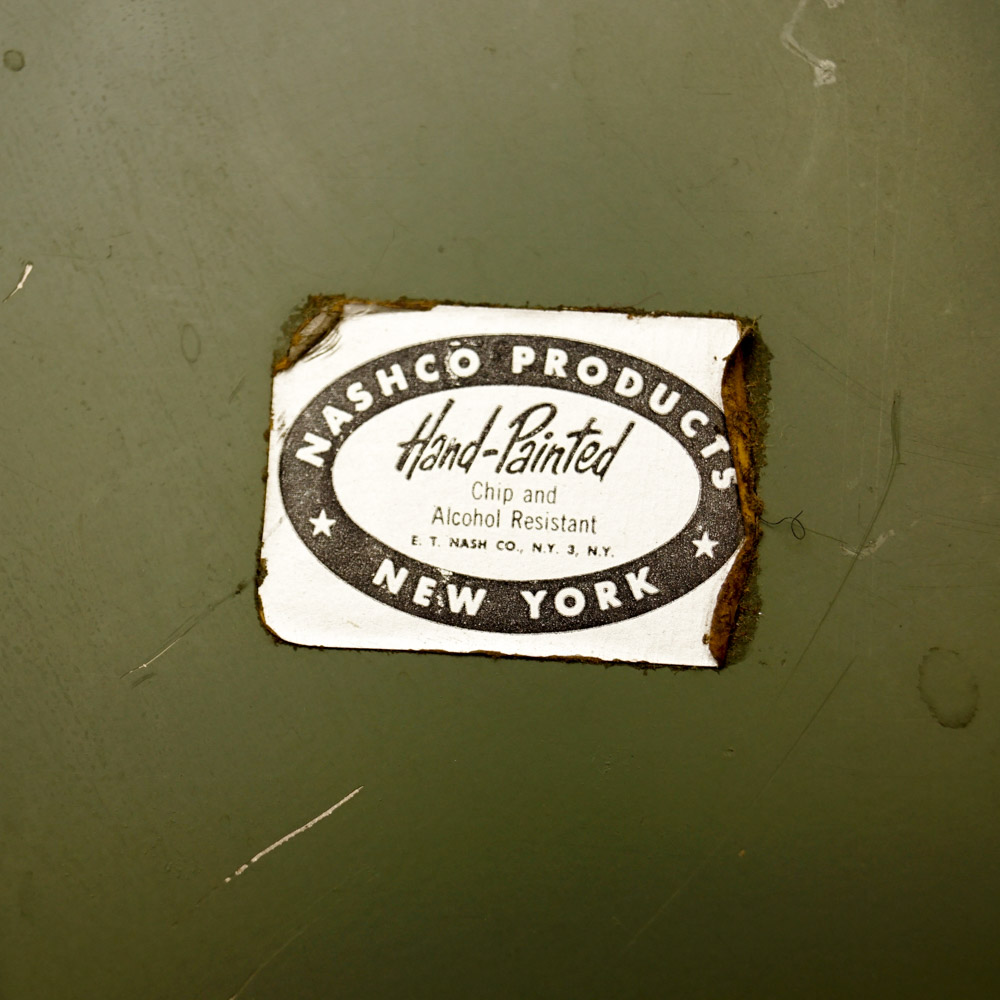 NASHCO PRODUCTS
Hand-Painted
Chip and
Alcohol Resistant
E. T. NASH CO., N.Y. 3, N.Y.
NEW YORK